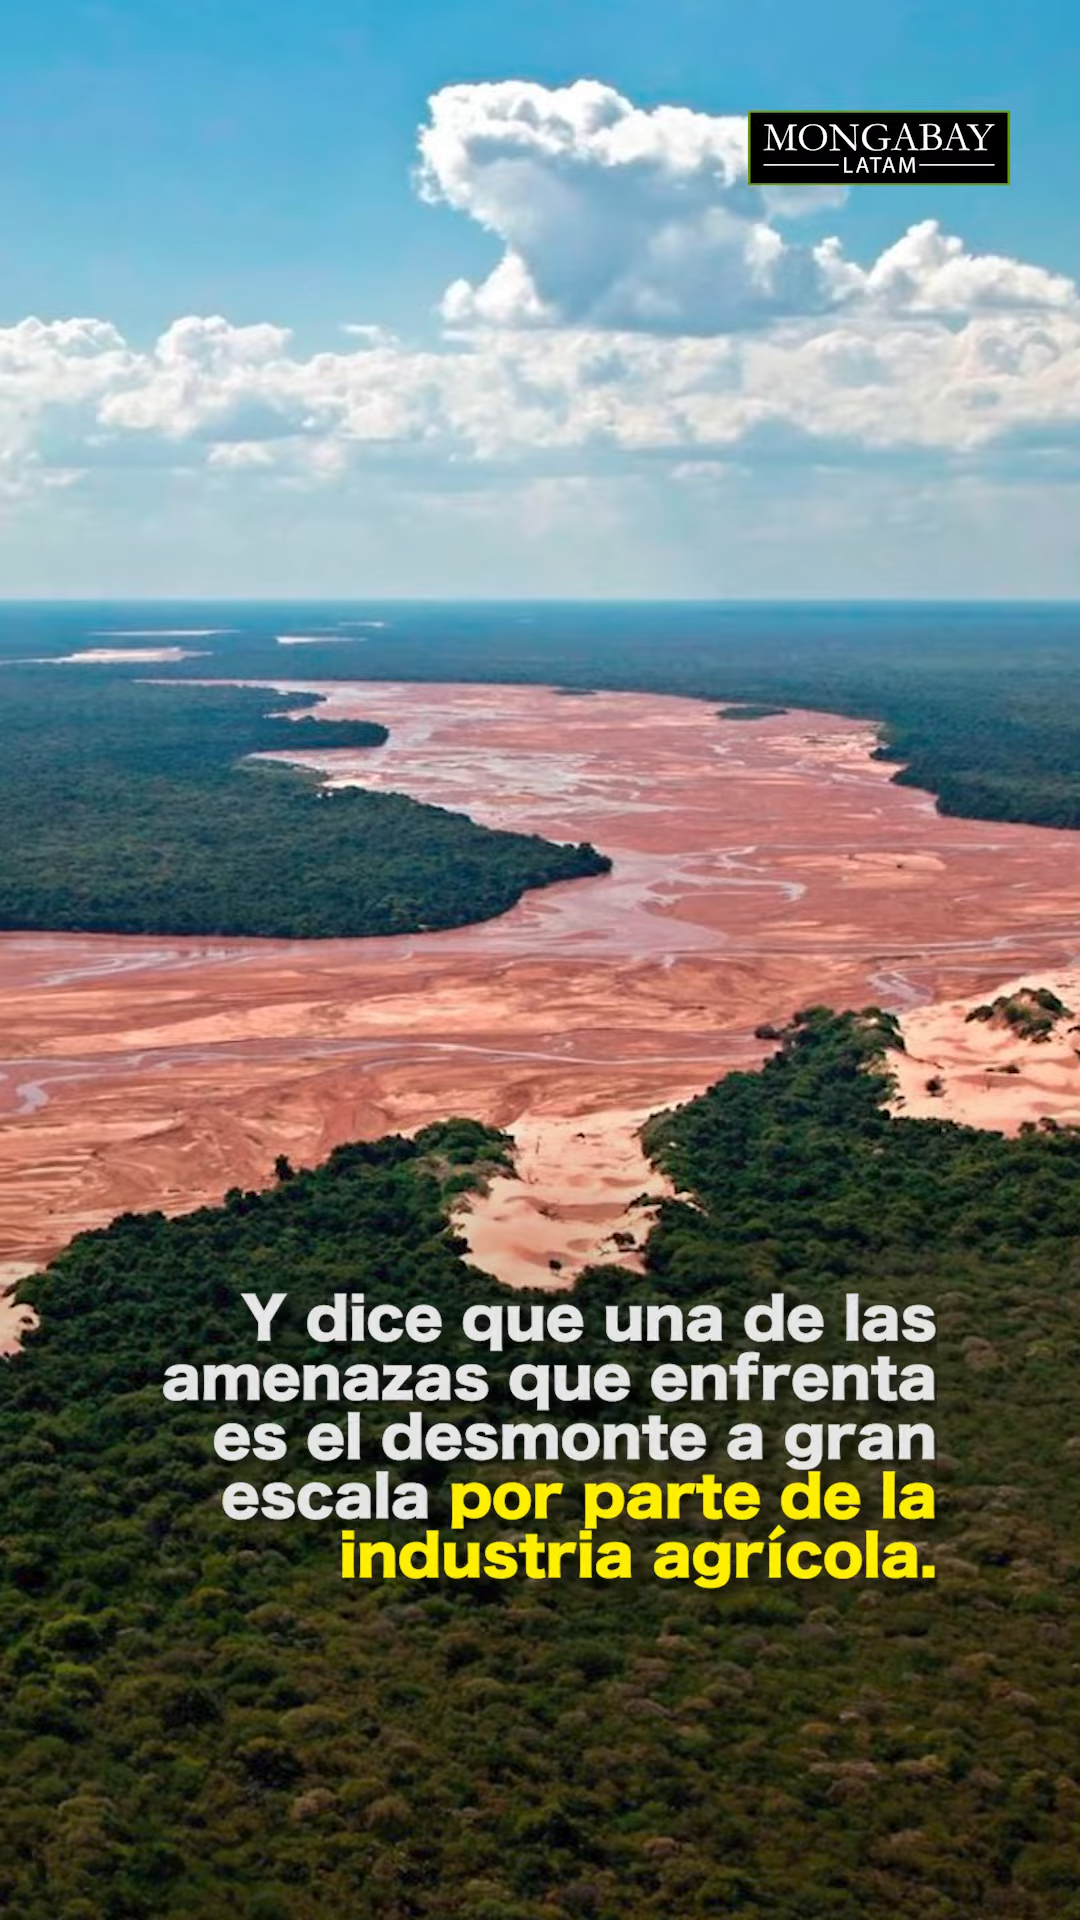 MONGABAY
LATAM
Y dice que una de las
amenazas que enfrenta
es el desmonte a gran
escala por parte de la
industria agrícola.